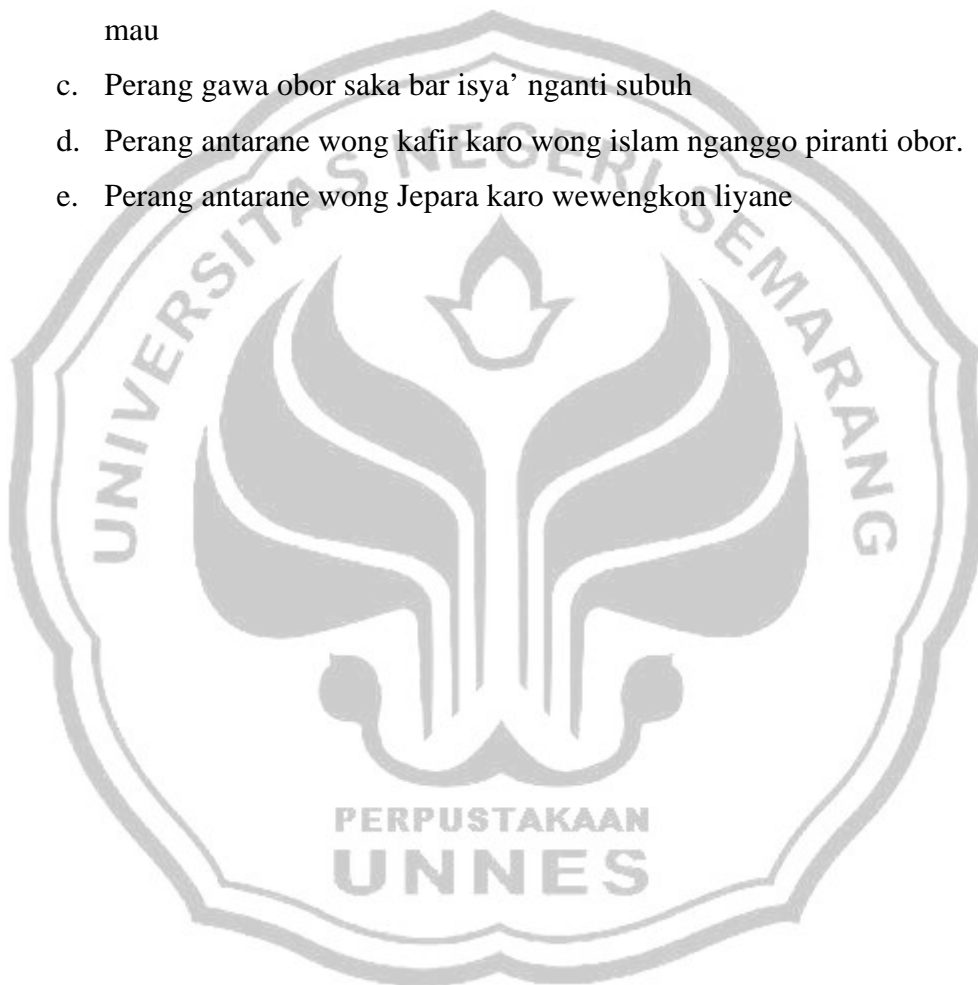 mau
c. Perang gawa obor saka bar isya’ nganti subuh
d. Perang antarane wong kafir karo wong islam nganggo piranti obor.
e. Perang antarane wong Jepara karo wewengkon liyane
UNIVERSITAS NEGERI SEMARANG
PERPUSTAKAAN
UNNES